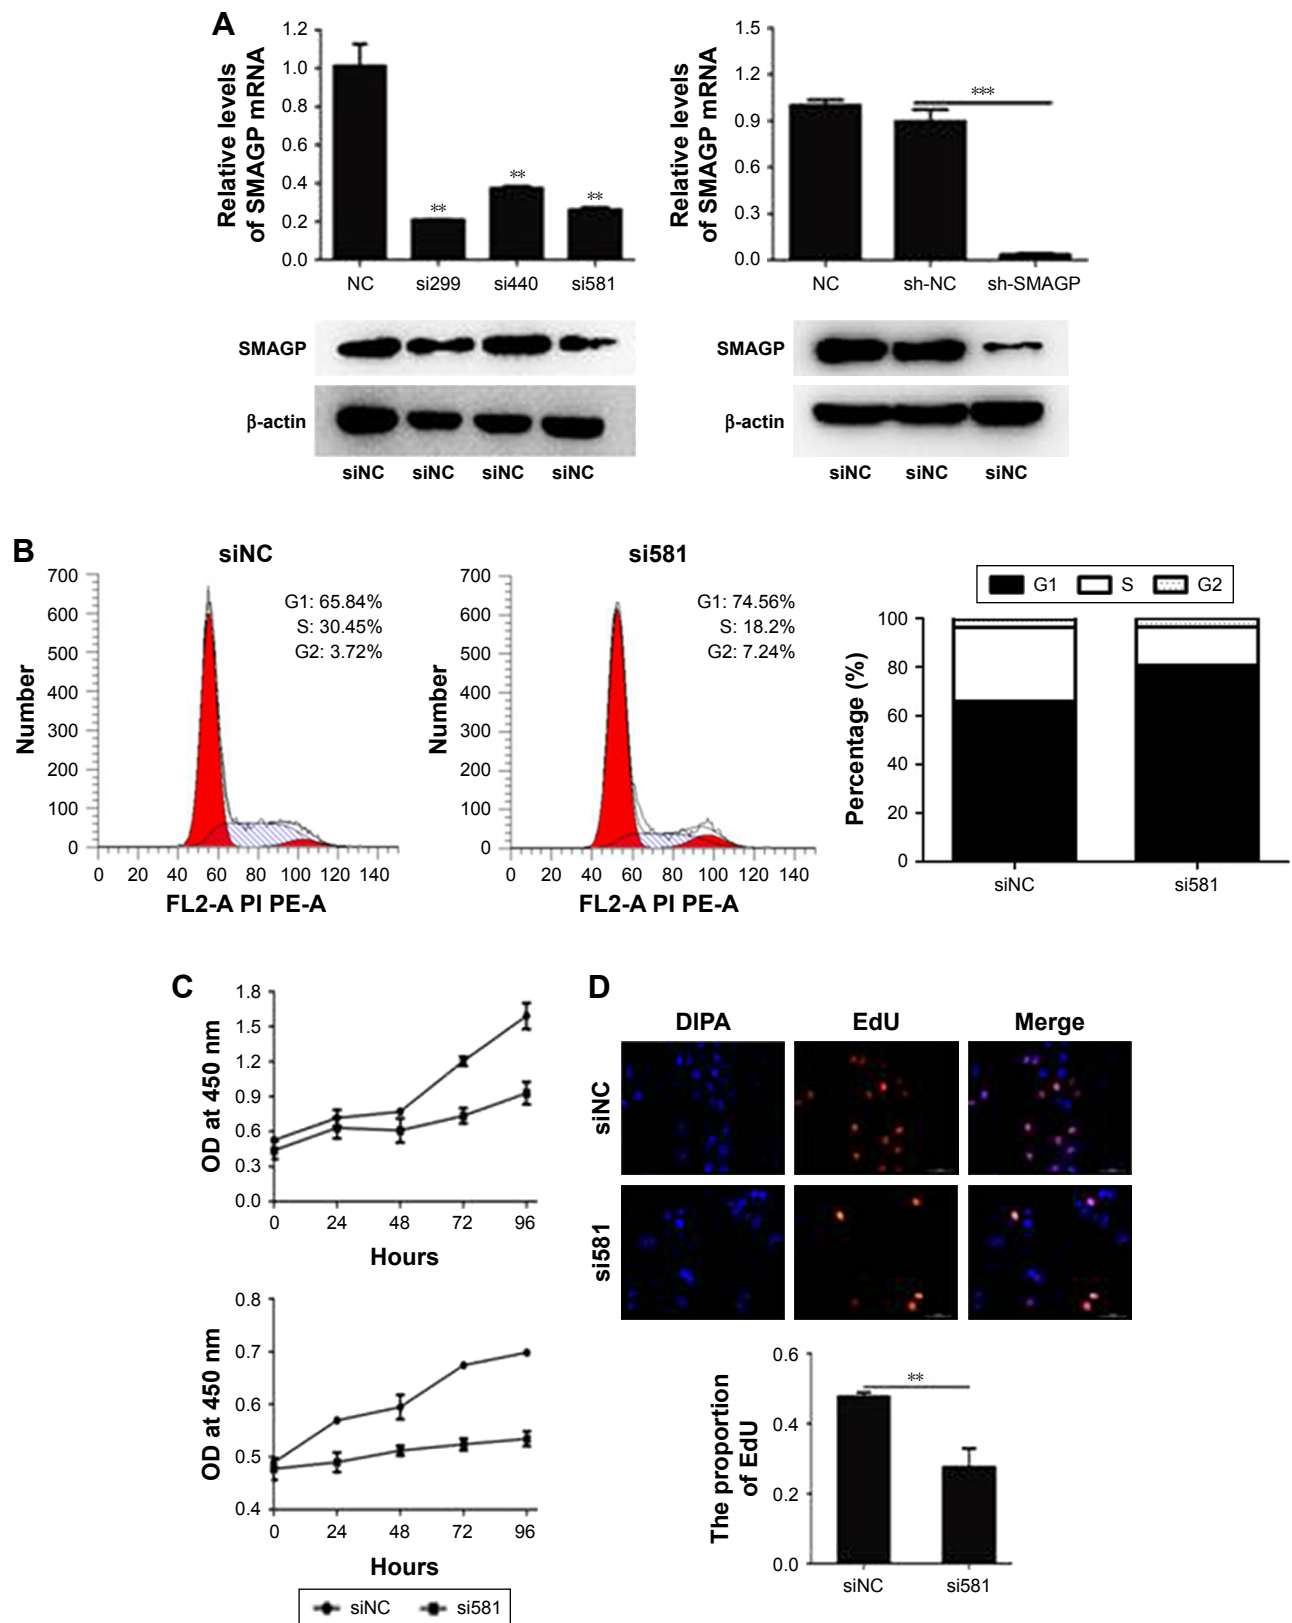 A
Relative levels
of SMAGP mRNA
1.2
1.0
0.8
0.6
0.4
0.2
0.0
**
**
**
NC si299 si440 si581
SMAGP
β-actin
siNC siNC siNC siNC
Relative levels
of SMAGP mRNA
1.5
1.2
0.9
0.6
0.3
0.0
***
NC sh-NC sh-SMAGP
SMAGP
β-actin
siNC siNC siNC
B
siNC
Number
700
600
500
400
300
200
100
0
G1: 65.84%
S: 30.45%
G2: 3.72%
0 20 40 60 80 100 120 140
FL2-A PI PE-A
si581
Number
700
600
500
400
300
200
100
0
G1: 74.56%
S: 18.2%
G2: 7.24%
0 20 40 60 80 100 120 140
FL2-A PI PE-A
G1 S G2
Percentage (%)
100
80
60
40
20
0
siNC si581
C
OD at 450 nm
1.8
1.5
1.2
0.9
0.6
0.3
0.0
0 24 48 72 96
Hours
OD at 450 nm
0.8
0.7
0.6
0.5
0.4
0 24 48 72 96
Hours
siNC si581
D
DIPA EdU Merge
siNC
si581
The proportion
of EdU
0.6
0.4
0.2
0.0
**
siNC si581